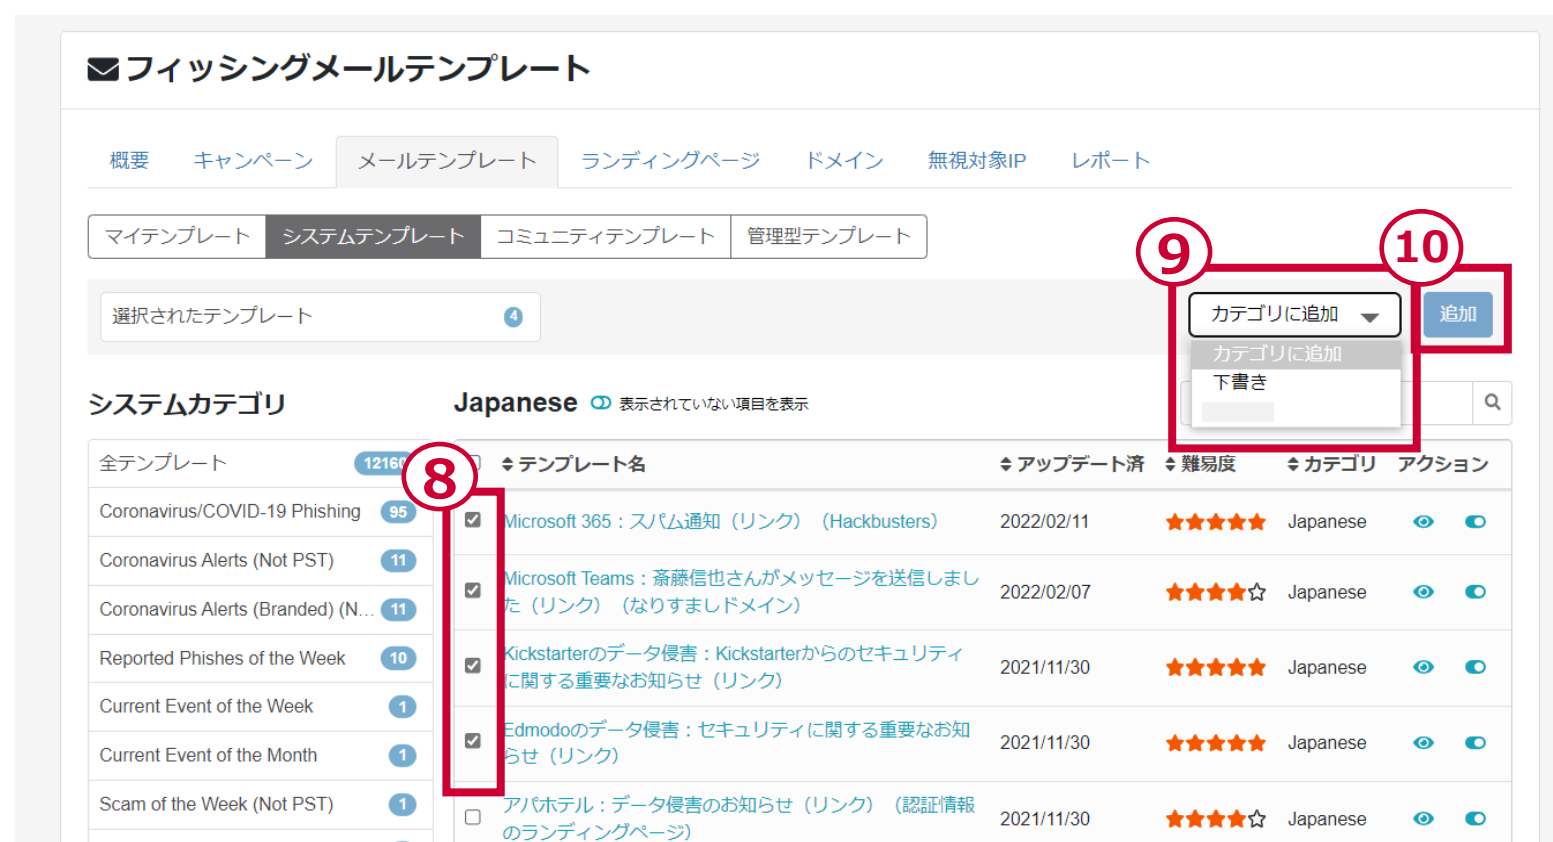 フィッシングメールテンプレート
概要 キャンペーン メールテンプレート ランディングページ ドメイン 無視対象IP レポート
マイテンプレート システムテンプレート コミュニティテンプレート 管理型テンプレート
⑨ ⑩
選択されたテンプレート 4 カテゴリに追加 追加
カテゴリに追加
下書き
システムカテゴリ Japanese 表示されていない項目を表示
⑧
全テンプレート テンプレート名 アップデート済 難易度 カテゴリ アクション
Coronavirus/COVID-19 Phishing 95 Microsoft 365：スパム通知（リンク）（Hackbusters） 2022/02/11 Japanese
Coronavirus Alerts (Not PST) 11
Microsoft Teams：斎藤信也さんがメッセージを送信しまし
た（リンク）（なりすましドメイン） 2022/02/07 Japanese
Coronavirus Alerts (Branded) (N... 11
Reported Phishes of the Week 10
Kickstarterのデータ侵害：Kickstarterからのセキュリティ
に関する重要なお知らせ（リンク） 2021/11/30 Japanese
Current Event of the Week 1
Edmodoのデータ侵害：セキュリティに関する重要なお知
らせ（リンク） 2021/11/30 Japanese
Current Event of the Month 1
Scam of the Week (Not PST) 1
アパホテル：データ侵害のお知らせ（リンク）（認証情報
のランディングページ） 2021/11/30 Japanese